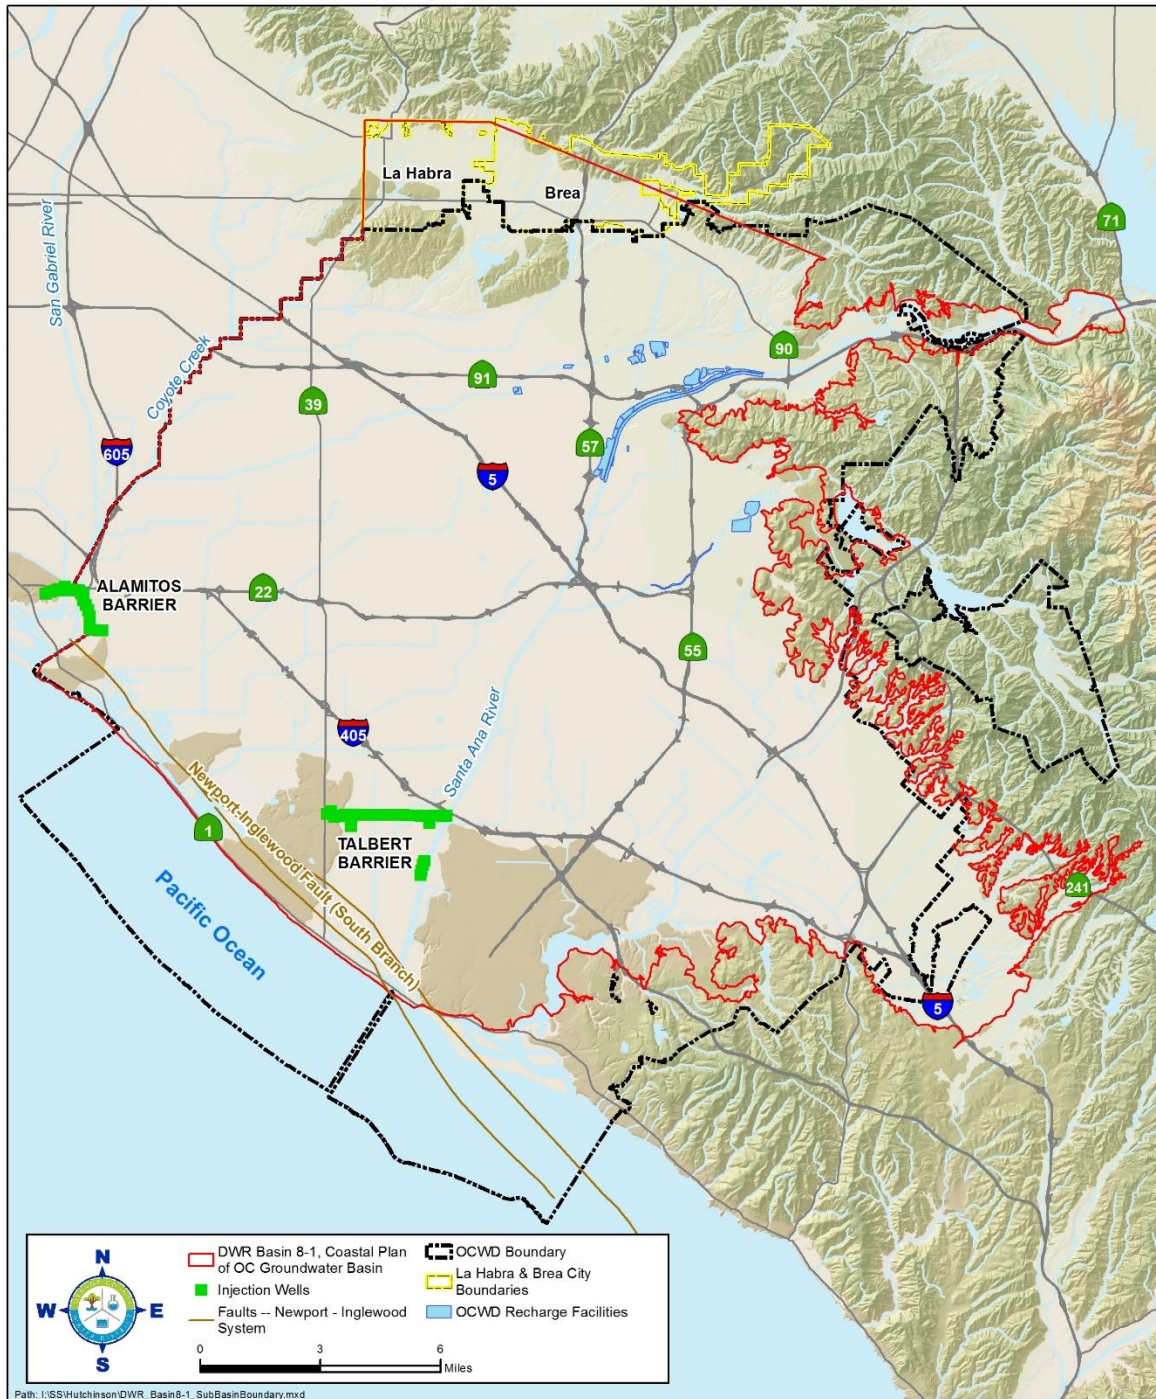 La Habra
Brea
San Gabriel River
71
Coyote Creek
90
91
39
57
605
5
ALAMITOS
BARRIER
22
55
405
Santa Ana River
Newport-Inglewood Fault (South Branch)
1
TALBERT
BARRIER
Pacific Ocean
241
5
N
W
E
S
DWR Basin 8-1, Coastal Plan
of OC Groundwater Basin
Injection Wells
Faults -- Newport - Inglewood
System
OCWD Boundary
La Habra & Brea City
Boundaries
OCWD Recharge Facilities
0
3
6
Miles
Path: I:\SS\Hutchinson\DWR_Basin8-1_SubBasinBoundary.mxd